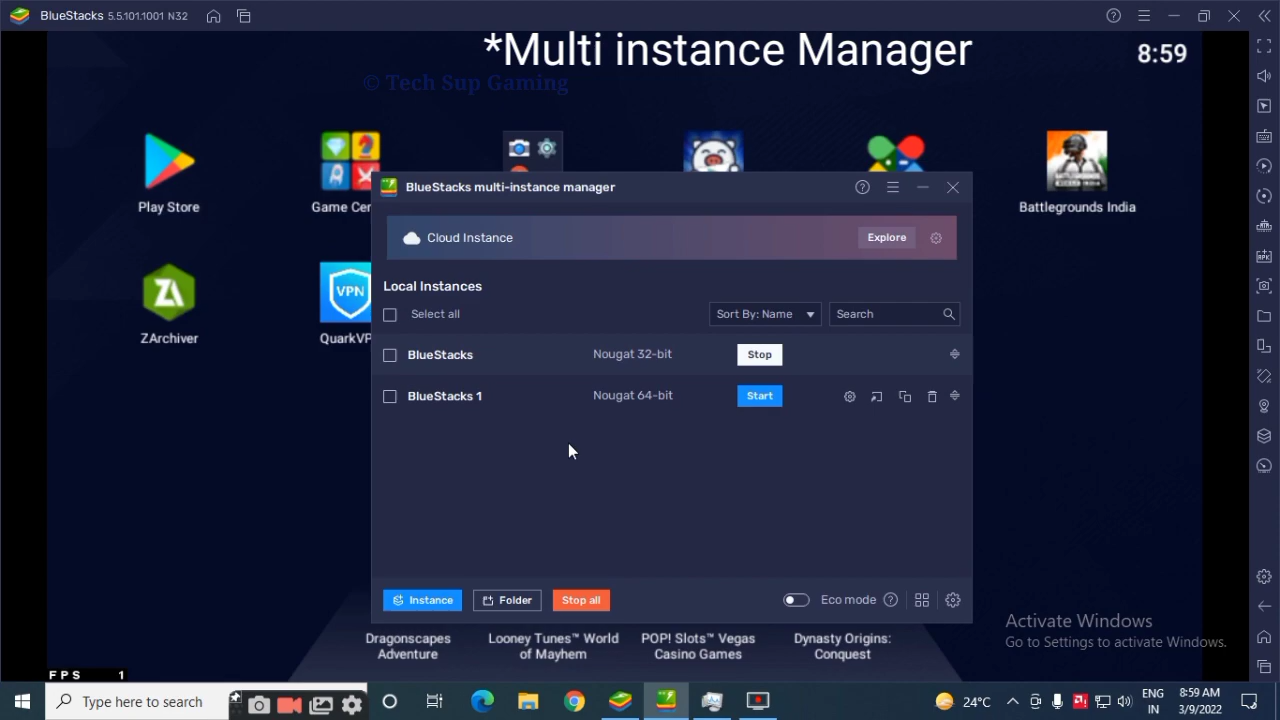 BlueStacks 5.5.101.1001 N32
*Multi instance Manager
8:59
© Tech Sup Gaming
Play Store
Game Cen
Battlegrounds India
BlueStacks multi-instance manager
Cloud Instance
Explore
Local Instances
Select all
Sort By: Name
Search
BlueStacks
Nougat 32-bit
Stop
BlueStacks 1
Nougat 64-bit
Start
VPN
ZArchiver
QuarkVP
Instance
Folder
Stop all
Eco mode
Activate Windows
Go to Settings to activate Windows.
Dragonscapes
Adventure
Looney Tunes™ World
of Mayhem
POP! Slots™ Vegas
Casino Games
Dynasty Origins:
Conquest
FPS 1
Type here to search
24°C
ENG
IN
8:59 AM
3/9/2022